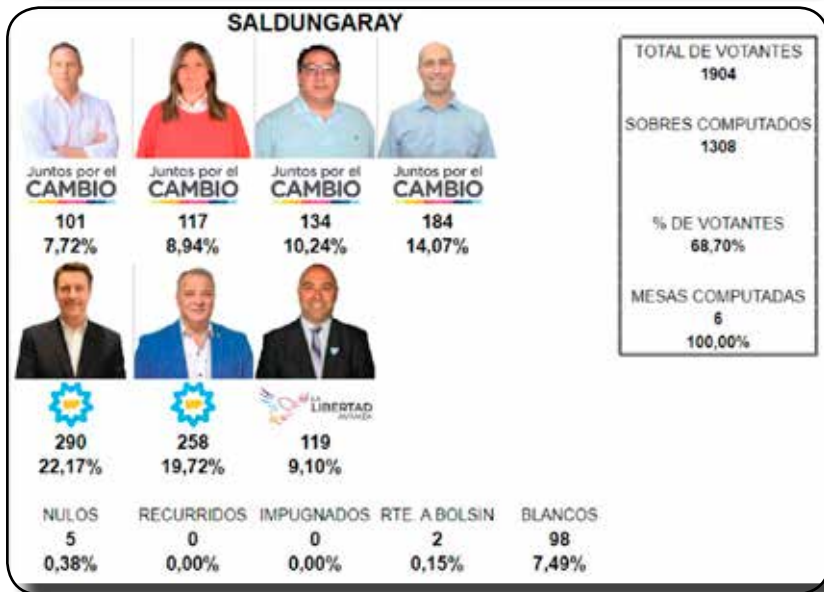 SALDUNGARAY
Juntos por el Juntos por el Juntos por el Juntos por el
CAMBIO CAMBIO CAMBIO CAMBIO
101 117 134 184
7,72% 8,94% 10,24% 14,07%
UP UP LA
LIBERTAD
AVANZA
290 258 119
22,17% 19,72% 9,10%
NULOS RECURRIDOS IMPUGNADOS RTE. A BOLSIN BLANCOS
5 0 0 2 98
0,38% 0,00% 0,00% 0,15% 7,49%
TOTAL DE VOTANTES
1904
SOBRES COMPUTADOS
1308
% DE VOTANTES
68,70%
MESAS COMPUTADAS
6
100,00%